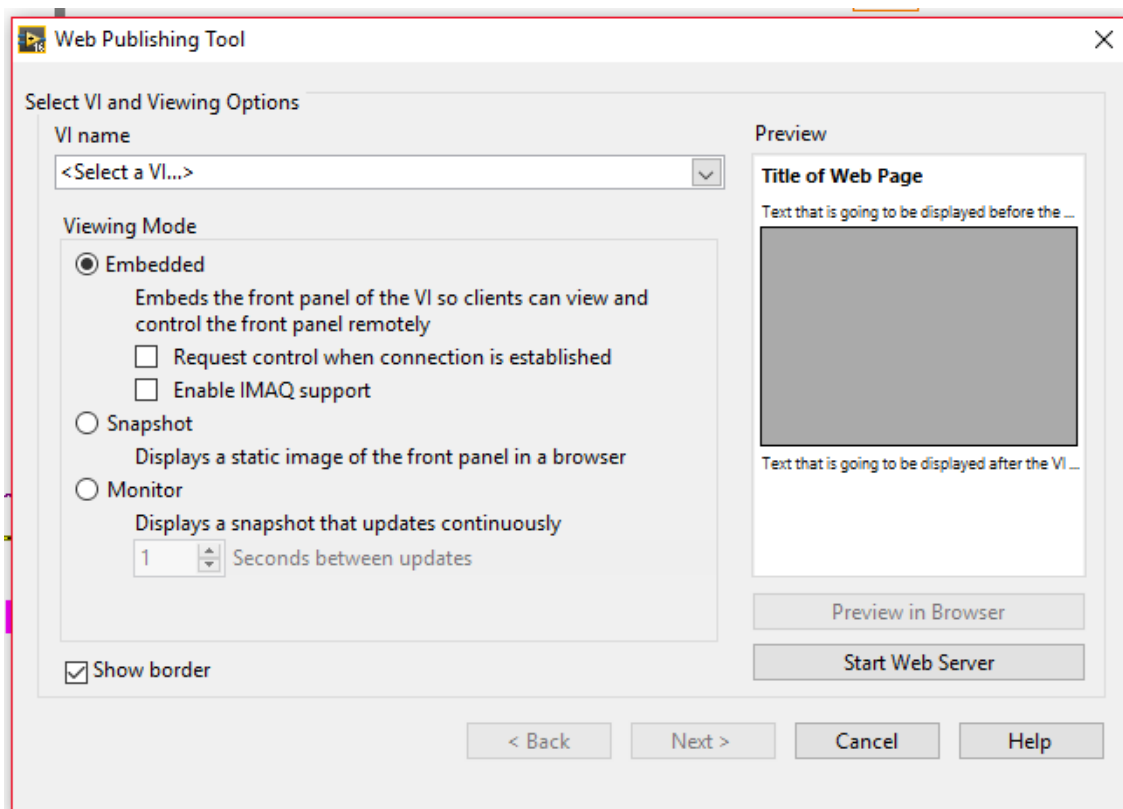 Web Publishing Tool
Select VI and Viewing Options
VI name
<Select a VI...>
Viewing Mode
Embedded
Embeds the front panel of the VI so clients can view and
control the front panel remotely
Request control when connection is established
Enable IMAQ support
Snapshot
Displays a static image of the front panel in a browser
Monitor
Displays a snapshot that updates continuously
1 Seconds between updates
Show border
Preview
Title of Web Page
Text that is going to be displayed before the ...
Text that is going to be displayed after the VI ...
Preview in Browser
Start Web Server
< Back
Next >
Cancel
Help